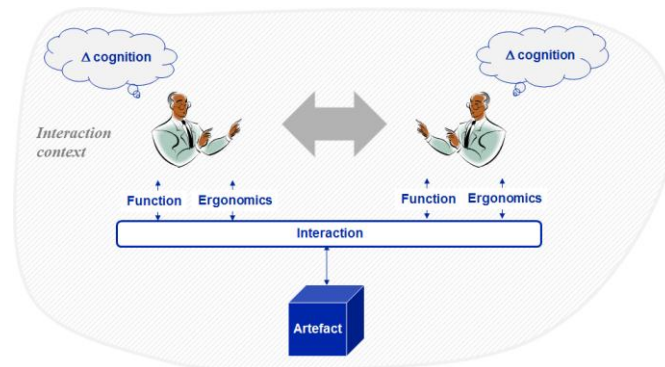 Δ cognition
Δ cognition
Interaction
context
Function Ergonomics
Function Ergonomics
Interaction
Artefact